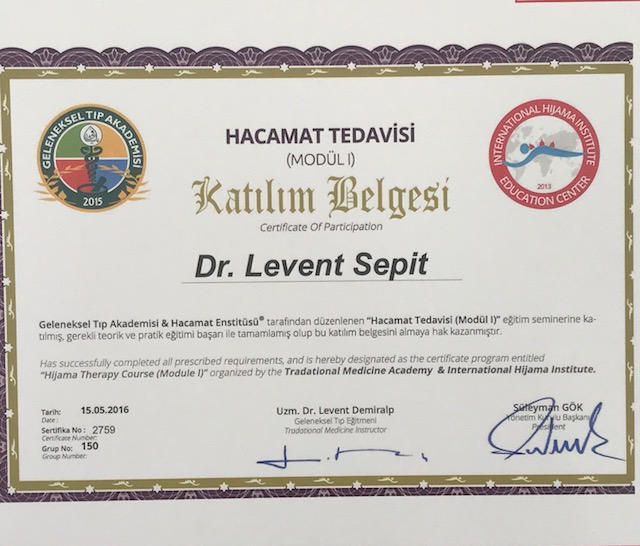 GELENEKSEL TIP AKADEMİSİ
2015
INTERNATIONAL HIJAMA INSTITUTE
EDUCATION CENTER
2013
HACAMAT TEDAVİSİ
(MODÜL I)
Katılım Belgesi
Certificate Of Participation
Dr. Levent Sepit
Geleneksel Tıp Akademisi & Hacamat Enstitüsü® tarafından düzenlenen “Hacamat Tedavisi (Modül I)” eğitim seminerine ka-
tılmış, gerekli teorik ve pratik eğitimi başarı ile tamamlamış olup bu katılım belgesini almaya hak kazanmıştır.
Has successfully completed all prescribed requirements, and is hereby designated as the certificate program entitled
“Hijama Therapy Course (Module I)” organized by the Tradational Medicine Academy & International Hijama Institute.
Tarih: 15.05.2016
Date :
Sertifika No : 2759
Certificate Number:
Grup No: 150
Group Number:
Uzm. Dr. Levent Demiralp
Geleneksel Tıp Eğitmeni
Tradational Medicine Instructor
Süleyman GÖK
Yönetim Kurulu Başkanı
President